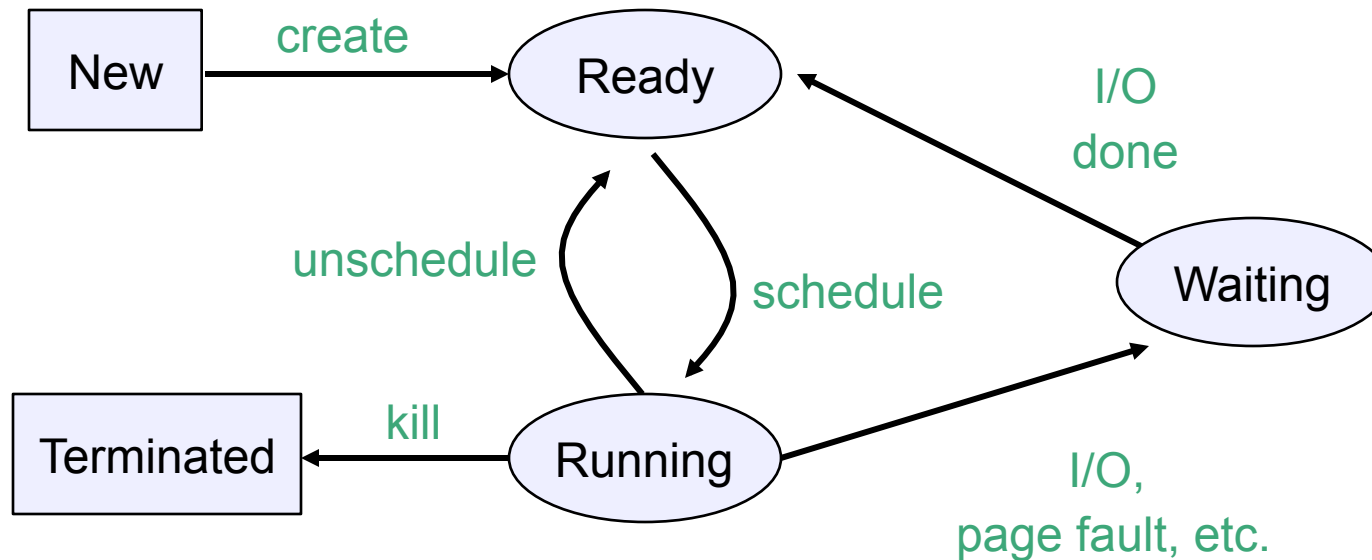 create
New
Ready
I/O
done
unschedule
schedule
Waiting
kill
Terminated
Running
I/O,
page fault, etc.